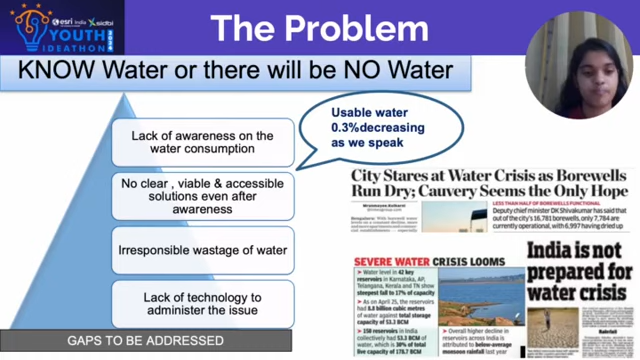 esri India sidbi
YOUTH
IDEATHON
The Problem
KNOW Water or there will be NO Water
Usable water
0.3%decreasing
as we speak
Lack of awareness on the
water consumption
No clear , viable & accessible
solutions even after
awareness
Irresponsible wastage of water
Lack of technology to
administer the issue
GAPS TO BE ADDRESSED
City Stares at Water Crisis as Borewells
Run Dry; Cauvery Seems the Only Hope
LESS THAN HALF OF BOREWELLS FUNCTIONAL
Deputy chief minister DK Shivakumar has said that
out of the city's 16,781 borewells, only 7,784 are
currently operational, with 6,997 having dried up
SEVERE WATER CRISIS LOOMS
Water level in 42 key
reservoirs in Karnataka, AP,
Telangana, Kerala and TN show
steepest fall to 17% of capacity
As on April 25, the reservoirs
had 8.8 billion cubic metres
of water against total storage
capacity of 53.3 BCM
150 reservoirs in India
collectively had 53.3 BCM of
water, which is 30% of total
live capacity of 178.7 BCM
Overall higher decline in
reservoirs across India is
attributed to below-average
monsoon rainfall last year
India is not
prepared for
water crisis
Rainfall